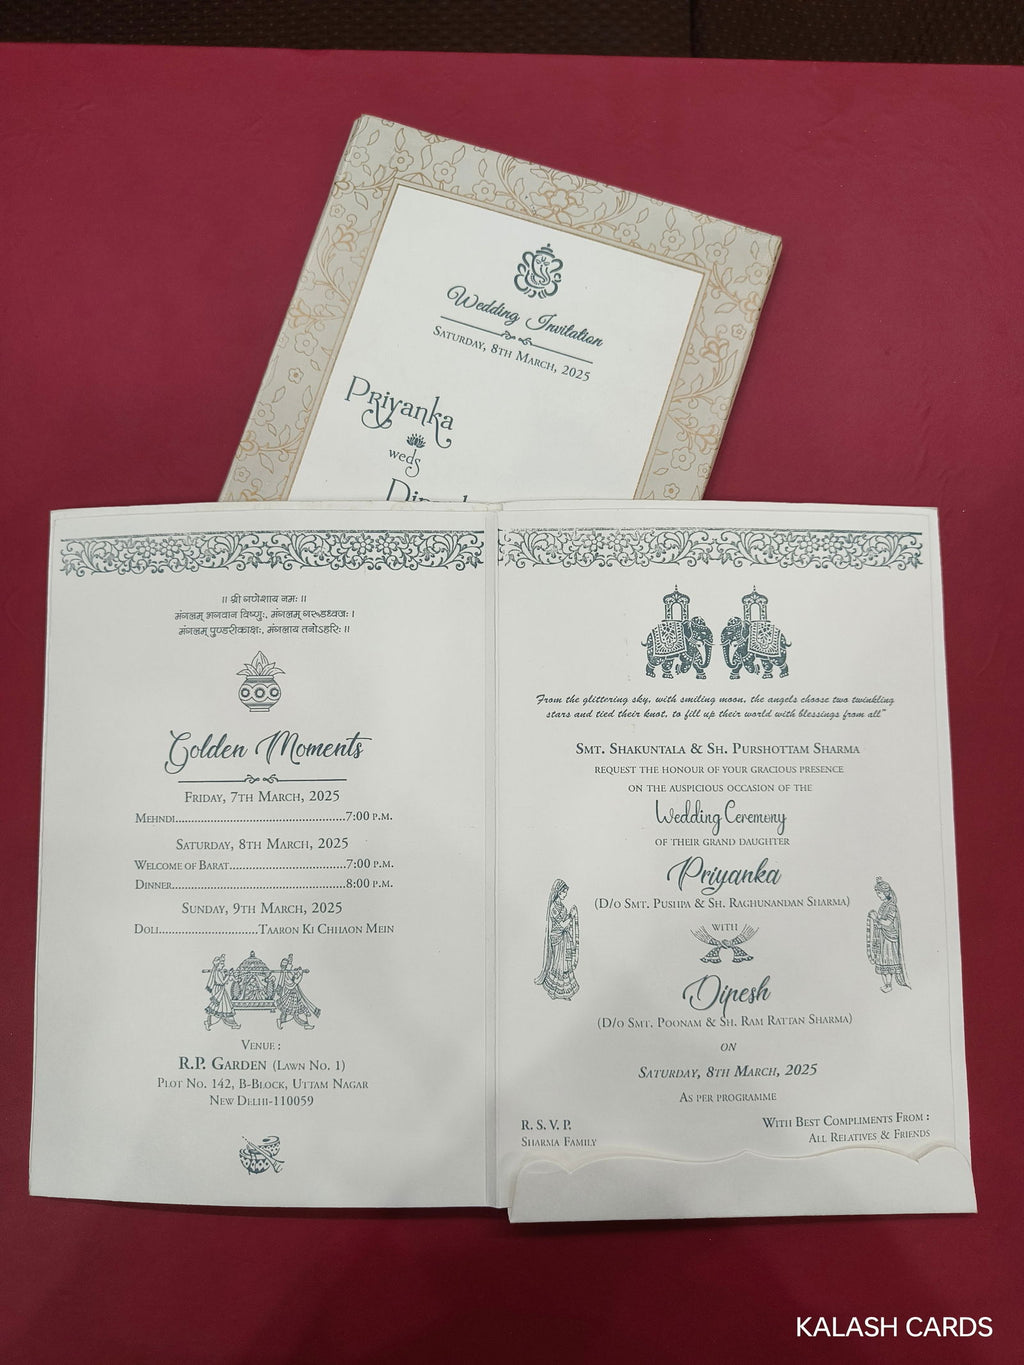 Wedding Invitation
Saturday, 8th March, 2025
Priyanka
weds
।। श्री गणेशाय नमः ।।
मंगलम् भगवान विष्णुः, मंगलम् गरूडध्वजः ।
मंगलम् पुण्डरीकाक्षः, मंगलाय तनोऽहरिः ।।
Golden Moments
Friday, 7th March, 2025
Mehndi......................................................7:00 p.m.
Saturday, 8th March, 2025
Welcome of Barat.....................................7:00 p.m.
Dinner.......................................................8:00 p.m.
Sunday, 9th March, 2025
Doli...............................Taaron Ki Chhaon Mein
Venue :
R.P. Garden (Lawn No. 1)
Plot No. 142, B-Block, Uttam Nagar
New Delhi-110059
From the glittering sky, with smiling moon, the angels choose two twinkling
stars and tied their knot, to fill up their world with blessings from all"
Smt. Shakuntala & Sh. Purshottam Sharma
request the honour of your gracious presence
on the auspicious occasion of the
Wedding Ceremony
of their grand daughter
Priyanka
(D/o Smt. Pushpa & Sh. Raghunandan Sharma)
with
Dipesh
(D/o Smt. Poonam & Sh. Ram Rattan Sharma)
on
Saturday, 8th March, 2025
As per programme
R. S. V. P.
Sharma Family
With Best Compliments From :
All Relatives & Friends
KALASH CARDS